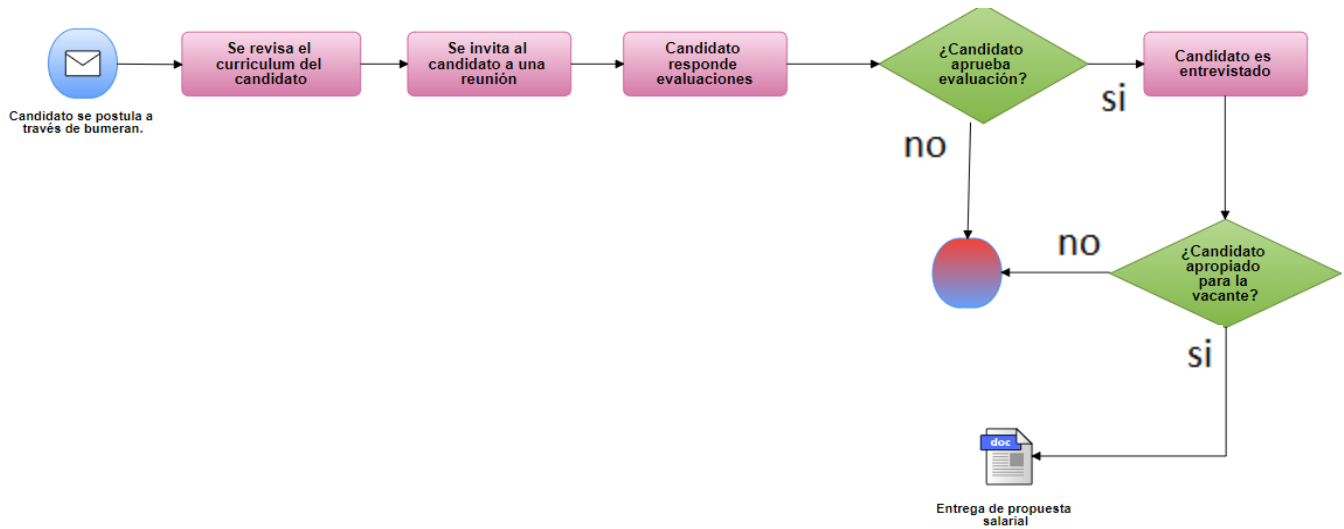 Candidato se postula a
través de bumeran.
Se revisa el
curriculum del
candidato
Se invita al
candidato a una
reunión
Candidato
responde
evaluaciones
¿Candidato
aprueba
evaluación?
si
no
Candidato es
entrevistado
¿Candidato
apropiado
para la
vacante?
no
si
doc
Entrega de propuesta
salarial